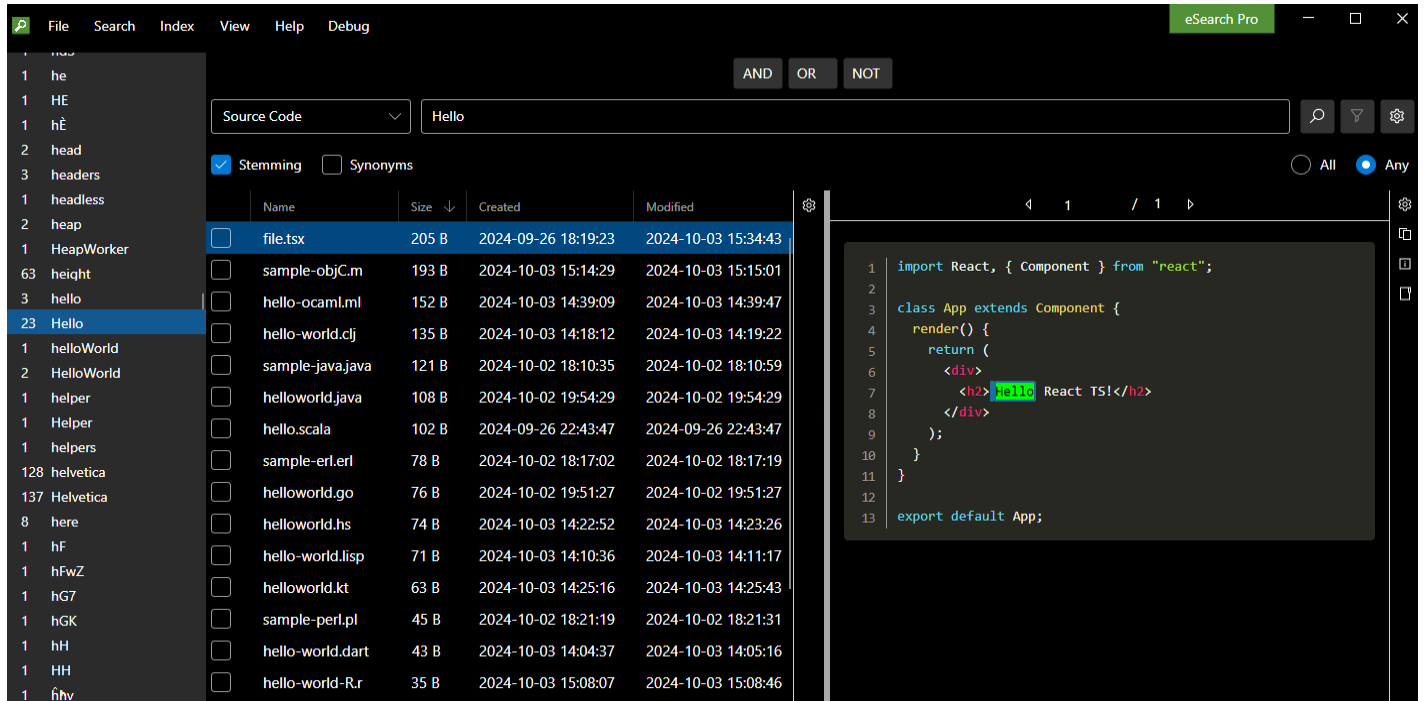 File Search Index View Help Debug eSearch Pro
AND OR NOT
Source Code Hello
Stemming Synonyms All Any
1 he
1 HE
1 hÈ
2 head
3 headers
1 headless
2 heap
1 HeapWorker
63 height
3 hello
23 Hello
1 helloWorld
2 HelloWorld
1 helper
1 Helper
1 helpers
128 helvetica
137 Helvetica
8 here
1 hF
1 hFwZ
1 hG7
1 hGK
1 hH
1 HH
Name Size Created Modified
file.tsx 205 B 2024-09-26 18:19:23 2024-10-03 15:34:43
sample-objC.m 193 B 2024-10-03 15:14:29 2024-10-03 15:15:01
hello-ocaml.ml 152 B 2024-10-03 14:39:09 2024-10-03 14:39:47
hello-world.clj 135 B 2024-10-03 14:18:12 2024-10-03 14:19:22
sample-java.java 121 B 2024-10-02 18:10:35 2024-10-02 18:10:59
helloworld.java 108 B 2024-10-02 19:54:29 2024-10-02 19:54:29
hello.scala 102 B 2024-09-26 22:43:47 2024-09-26 22:43:47
sample-erl.erl 78 B 2024-10-02 18:17:02 2024-10-02 18:17:19
helloworld.go 76 B 2024-10-02 19:51:27 2024-10-02 19:51:27
helloworld.hs 74 B 2024-10-03 14:22:52 2024-10-03 14:23:26
hello-world.lisp 71 B 2024-10-03 14:10:36 2024-10-03 14:11:17
helloworld.kt 63 B 2024-10-03 14:25:16 2024-10-03 14:25:43
sample-perl.pl 45 B 2024-10-02 18:21:19 2024-10-02 18:21:31
hello-world.dart 43 B 2024-10-03 14:04:37 2024-10-03 14:05:16
hello-world-R.r 35 B 2024-10-03 15:08:07 2024-10-03 15:08:46
1 / 1
1 import React, { Component } from "react";
2
3 class App extends Component {
4 render() {
5 return (
6 <div>
7 <h2> Hello React TS!</h2>
8 </div>
9 );
10 }
11 }
12
13 export default App;